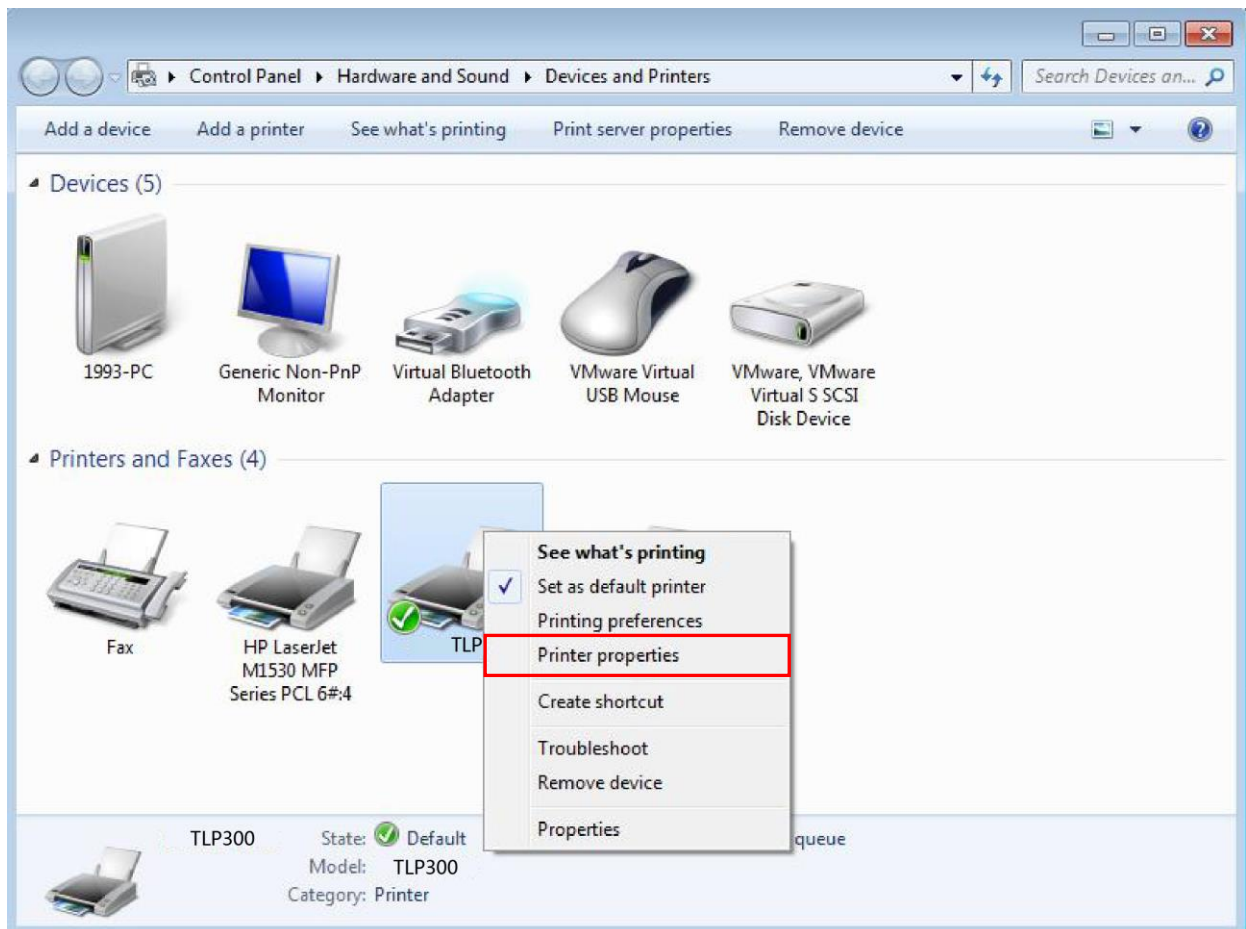 Control Panel ▸ Hardware and Sound ▸ Devices and Printers
Search Devices an...
Add a device Add a printer See what's printing Print server properties Remove device
Devices (5)
1993-PC
Generic Non-PnP
Monitor
Virtual Bluetooth
Adapter
VMware Virtual
USB Mouse
VMware, VMware
Virtual S SCSI
Disk Device
Printers and Faxes (4)
Fax
HP LaserJet
M1530 MFP
Series PCL 6#:4
TLP
See what's printing
Set as default printer
Printing preferences
Printer properties
Create shortcut
Troubleshoot
Remove device
Properties
TLP300 State: Default queue
Model: TLP300
Category: Printer